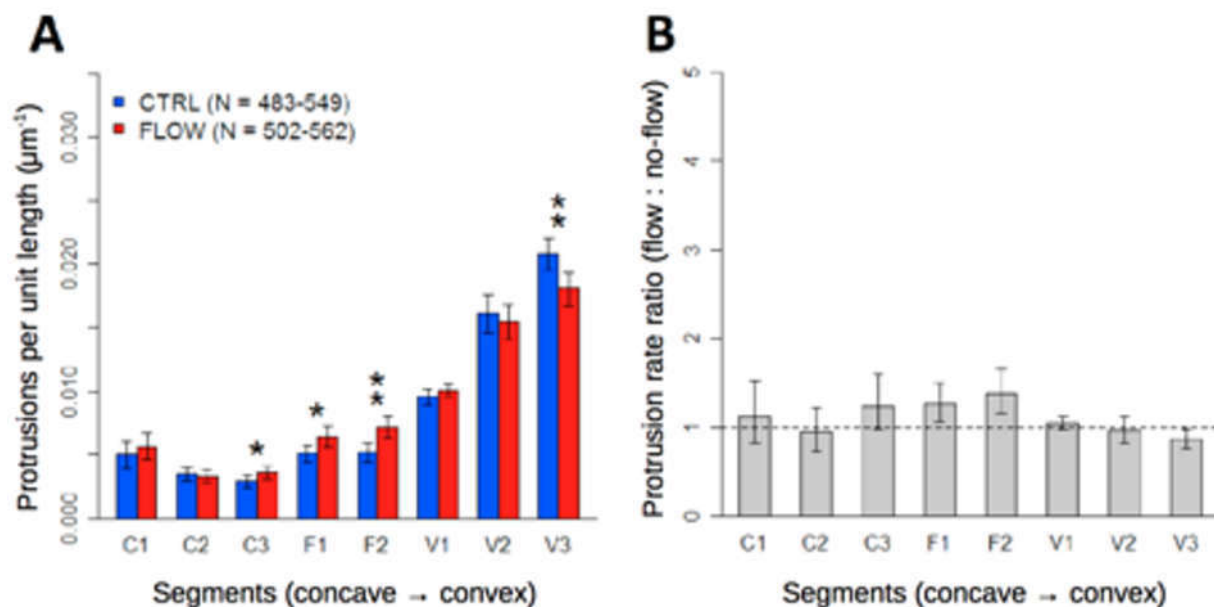 A
Protrusions per unit length (µm⁻¹)
0.000
0.010
0.020
0.030
CTRL (N = 483-549)
FLOW (N = 502-562)
*
*
**
**
C1 C2 C3 F1 F2 V1 V2 V3
Segments (concave → convex)
B
Protrusion rate ratio (flow : no-flow)
0
1
2
3
4
5
C1 C2 C3 F1 F2 V1 V2 V3
Segments (concave → convex)